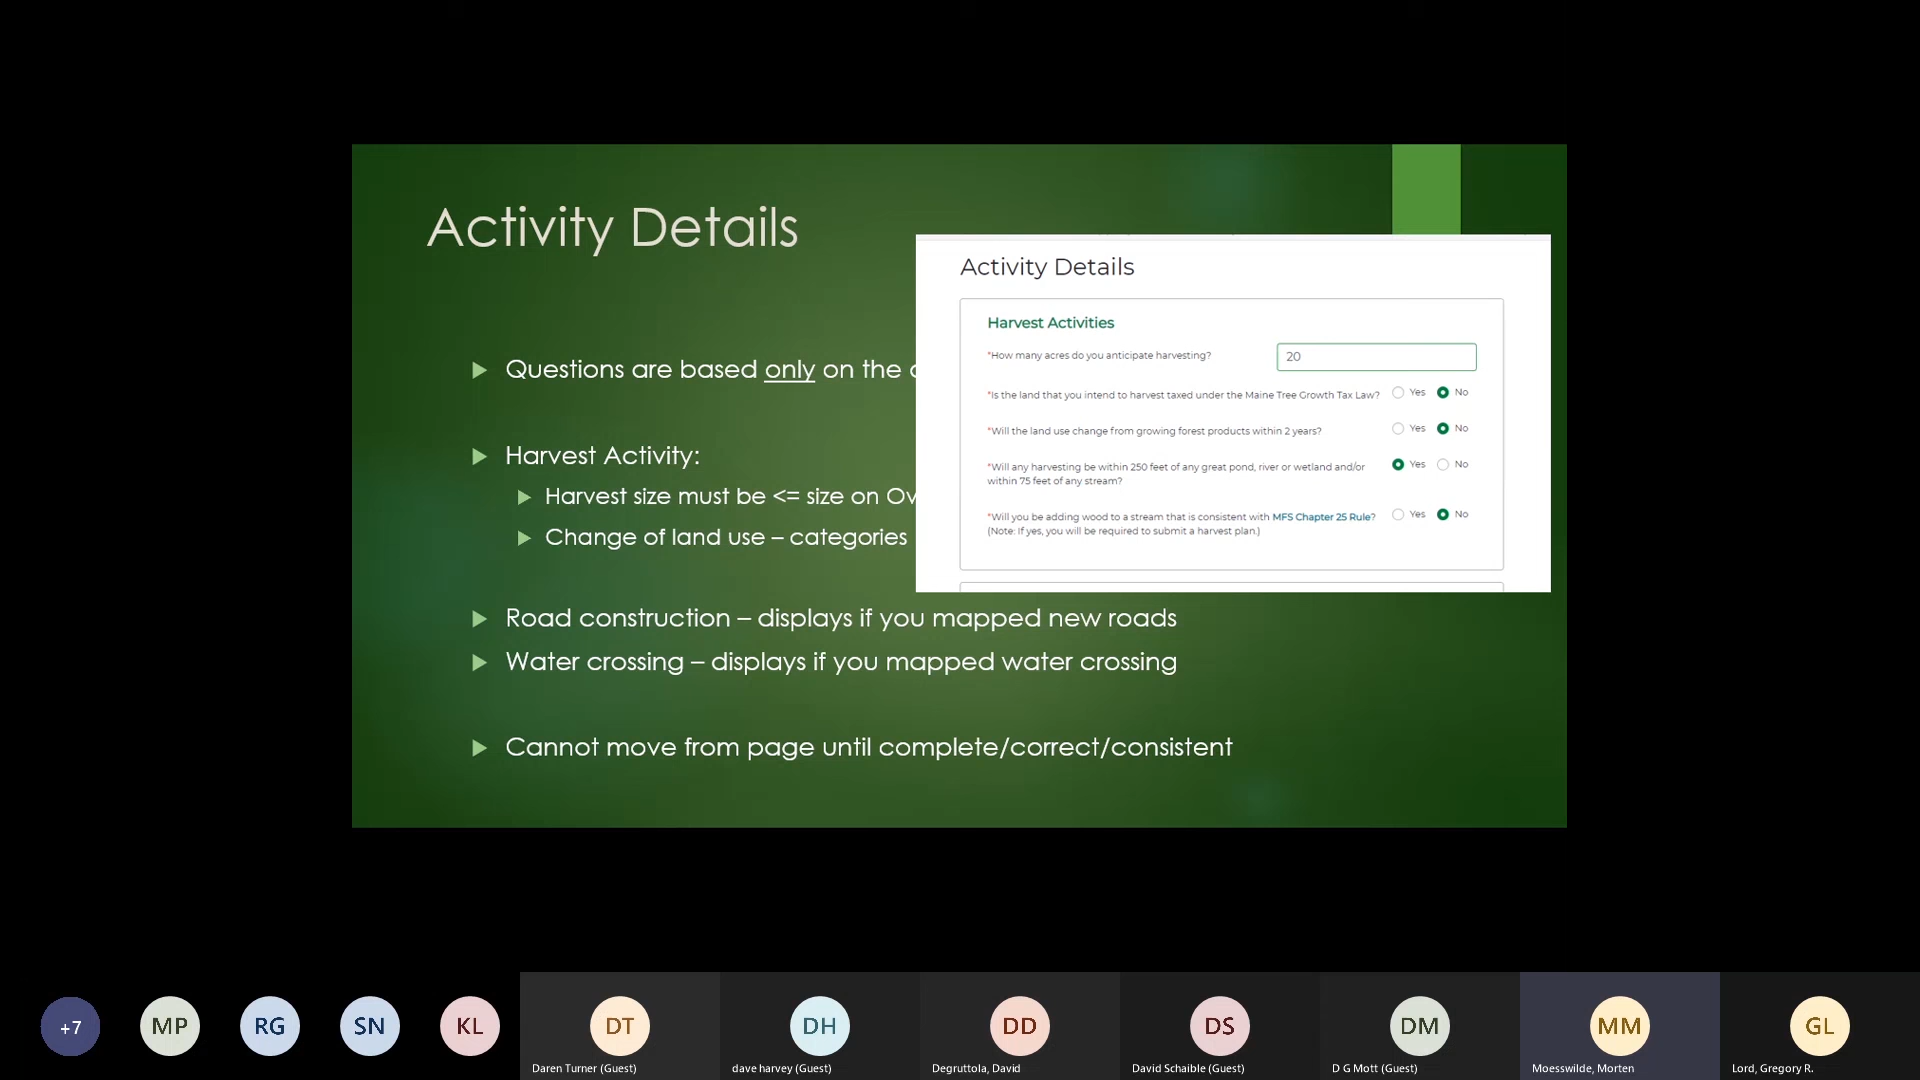 Activity Details
Questions are based only on the
Harvest Activity:
Harvest size must be <= size on
Change of land use – categories
Road construction – displays if you mapped new roads
Water crossing – displays if you mapped water crossing
Cannot move from page until complete/correct/consistent
Activity Details
Harvest Activities
*How many acres do you anticipate harvesting?
20
*Is the land that you intend to harvest taxed under the Maine Tree Growth Tax Law? Yes No
*Will the land use change from growing forest products within 2 years? Yes No
*Will any harvesting be within 250 feet of any great pond, river or wetland and/or Yes No
within 75 feet of any stream?
*Will you be adding wood to a stream that is consistent with MFS Chapter 25 Rule? Yes No
(Note: If yes, you will be required to submit a harvest plan.)
+7 MP RG SN KL DT DH DD DS DM MM GL
Daren Turner (Guest) dave harvey (Guest) Degruttola, David David Schaible (Guest) D G Mott (Guest) Moesswilde, Morten Lord, Gregory R.